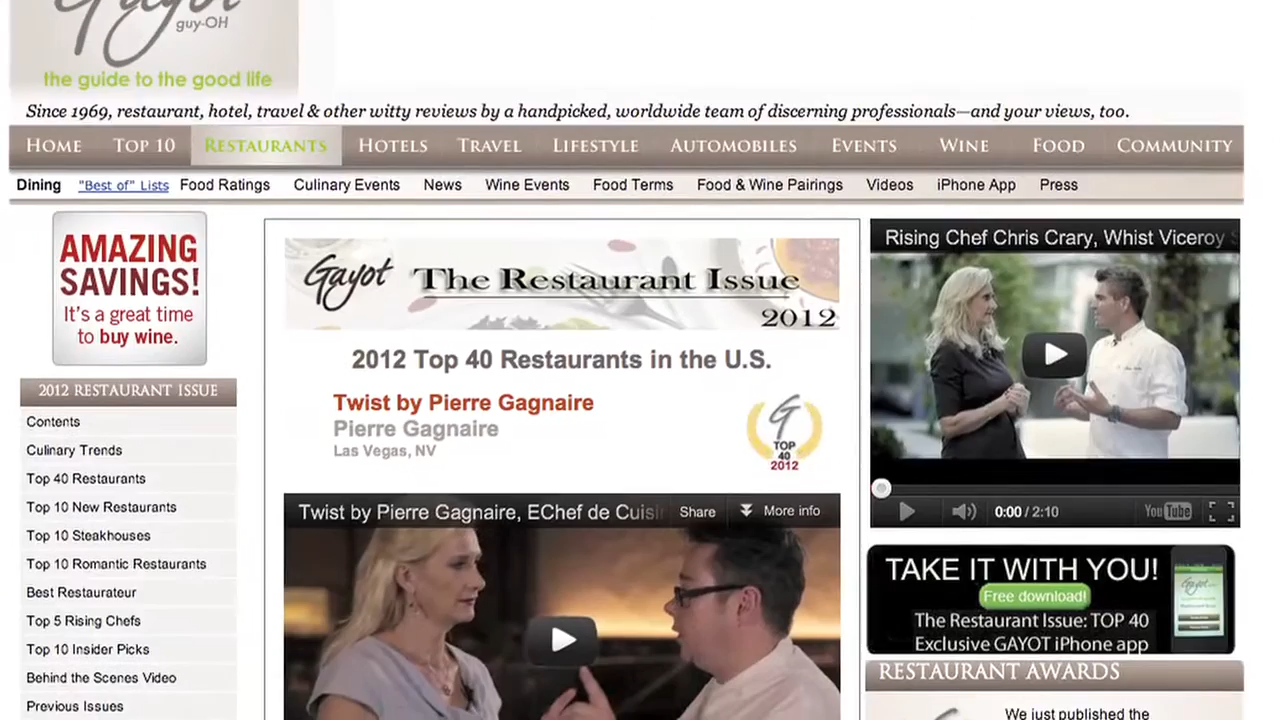 Gayot
guy-OH
the guide to the good life
Since 1969, restaurant, hotel, travel & other witty reviews by a handpicked, worldwide team of discerning professionals—and your views, too.
HOME TOP 10 RESTAURANTS HOTELS TRAVEL LIFESTYLE AUTOMOBILES EVENTS WINE FOOD COMMUNITY
Dining "Best of" Lists Food Ratings Culinary Events News Wine Events Food Terms Food & Wine Pairings Videos iPhone App Press
AMAZING
SAVINGS!
It's a great time
to buy wine.
2012 RESTAURANT ISSUE
Contents
Culinary Trends
Top 40 Restaurants
Top 10 New Restaurants
Top 10 Steakhouses
Top 10 Romantic Restaurants
Best Restaurateur
Top 5 Rising Chefs
Top 10 Insider Picks
Behind the Scenes Video
Previous Issues
Gayot The Restaurant Issue
2012
2012 Top 40 Restaurants in the U.S.
Twist by Pierre Gagnaire
Pierre Gagnaire
Las Vegas, NV
G
TOP
40
2012
Twist by Pierre Gagnaire, EChef de Cuisi Share More info
Rising Chef Chris Crary, Whist Viceroy S
0:00 / 2:10 YouTube
TAKE IT WITH YOU!
Free download!
The Restaurant Issue: TOP 40
Exclusive GAYOT iPhone app
Gayot
RESTAURANT AWARDS
We just published the